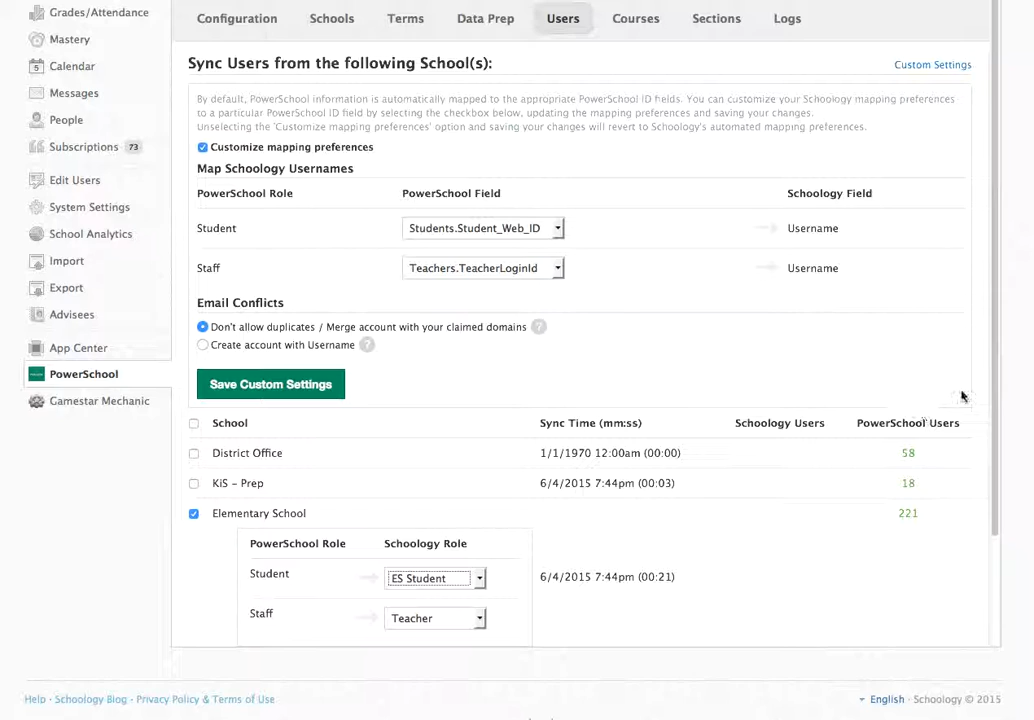 Grades/Attendance
Mastery
Calendar
5
Messages
People
Subscriptions 73
Edit Users
System Settings
School Analytics
Import
Export
Advisees
App Center
PowerSchool
Gamestar Mechanic
Configuration Schools Terms Data Prep Users Courses Sections Logs
Sync Users from the following School(s): Custom Settings
By default, PowerSchool information is automatically mapped to the appropriate PowerSchool ID fields. You can customize your Schoology mapping preferences
to a particular PowerSchool ID field by selecting the checkbox below, updating the mapping preferences and saving your changes.
Unselecting the 'Customize mapping preferences' option and saving your changes will revert to Schoology's automated mapping preferences.
Customize mapping preferences
Map Schoology Usernames
PowerSchool Role PowerSchool Field Schoology Field
Student Students.Student_Web_ID Username
Staff Teachers.TeacherLoginId Username
Email Conflicts
Don't allow duplicates / Merge account with your claimed domains ?
Create account with Username ?
Save Custom Settings
School Sync Time (mm:ss) Schoology Users PowerSchool Users
District Office 1/1/1970 12:00am (00:00) 58
KiS - Prep 6/4/2015 7:44pm (00:03) 18
Elementary School 221
PowerSchool Role Schoology Role
Student ES Student 6/4/2015 7:44pm (00:21)
Staff Teacher
Help · Schoology Blog · Privacy Policy & Terms of Use English · Schoology © 2015